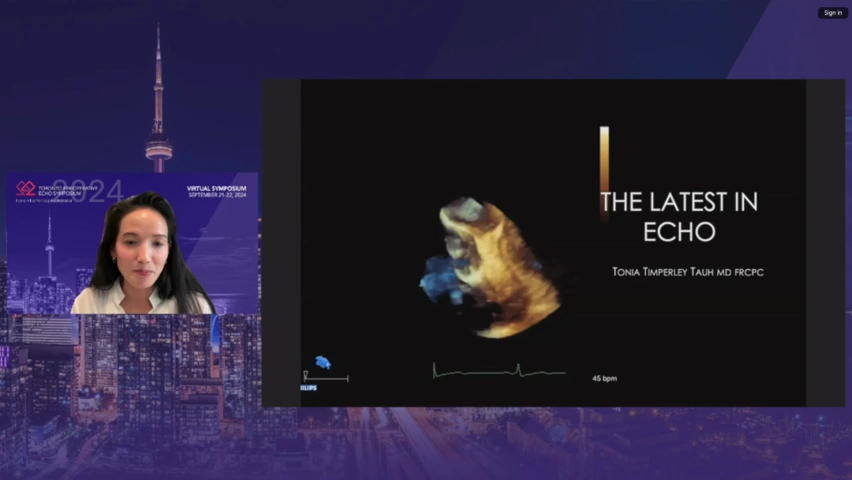 Sign in
TORONTO PERIOPERATIVE
ECHO SYMPOSIUM
2024
VIRTUAL SYMPOSIUM
SEPTEMBER 21-22, 2024
THE LATEST IN
ECHO
TONIA TIMPERLEY TAUH MD FRCPC
45 bpm
HILIPS